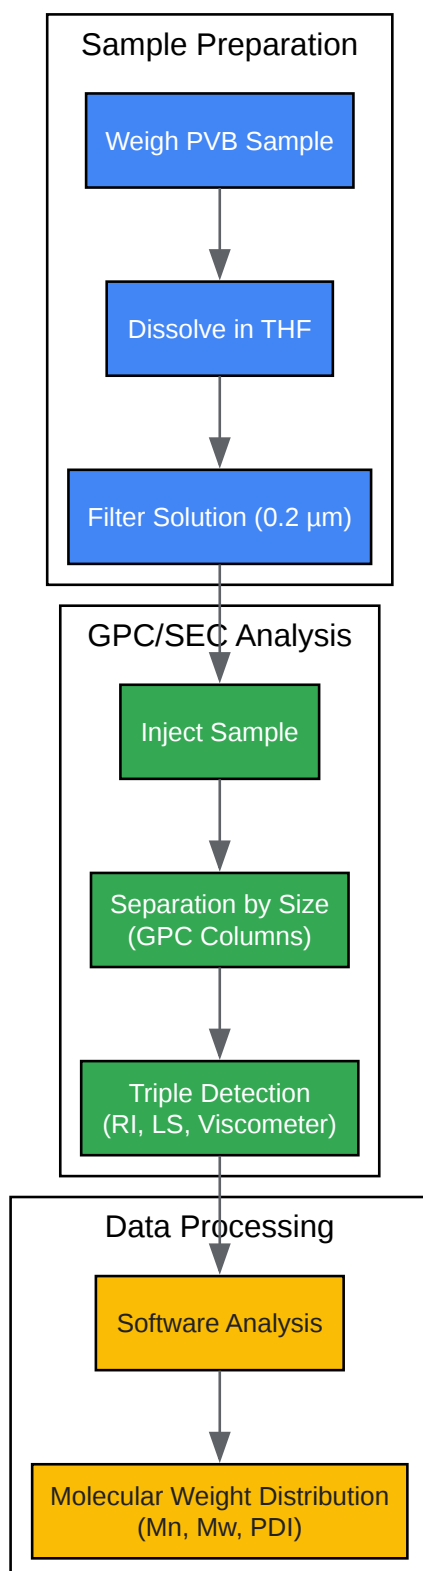 Sample Preparation
Weigh PVB Sample
Dissolve in THF
Filter Solution (0.2 µm)
GPC/SEC Analysis
Inject Sample
Separation by Size
(GPC Columns)
Triple Detection
(RI, LS, Viscometer)
Data Processing
Software Analysis
Molecular Weight Distribution
(Mn, Mw, PDI)